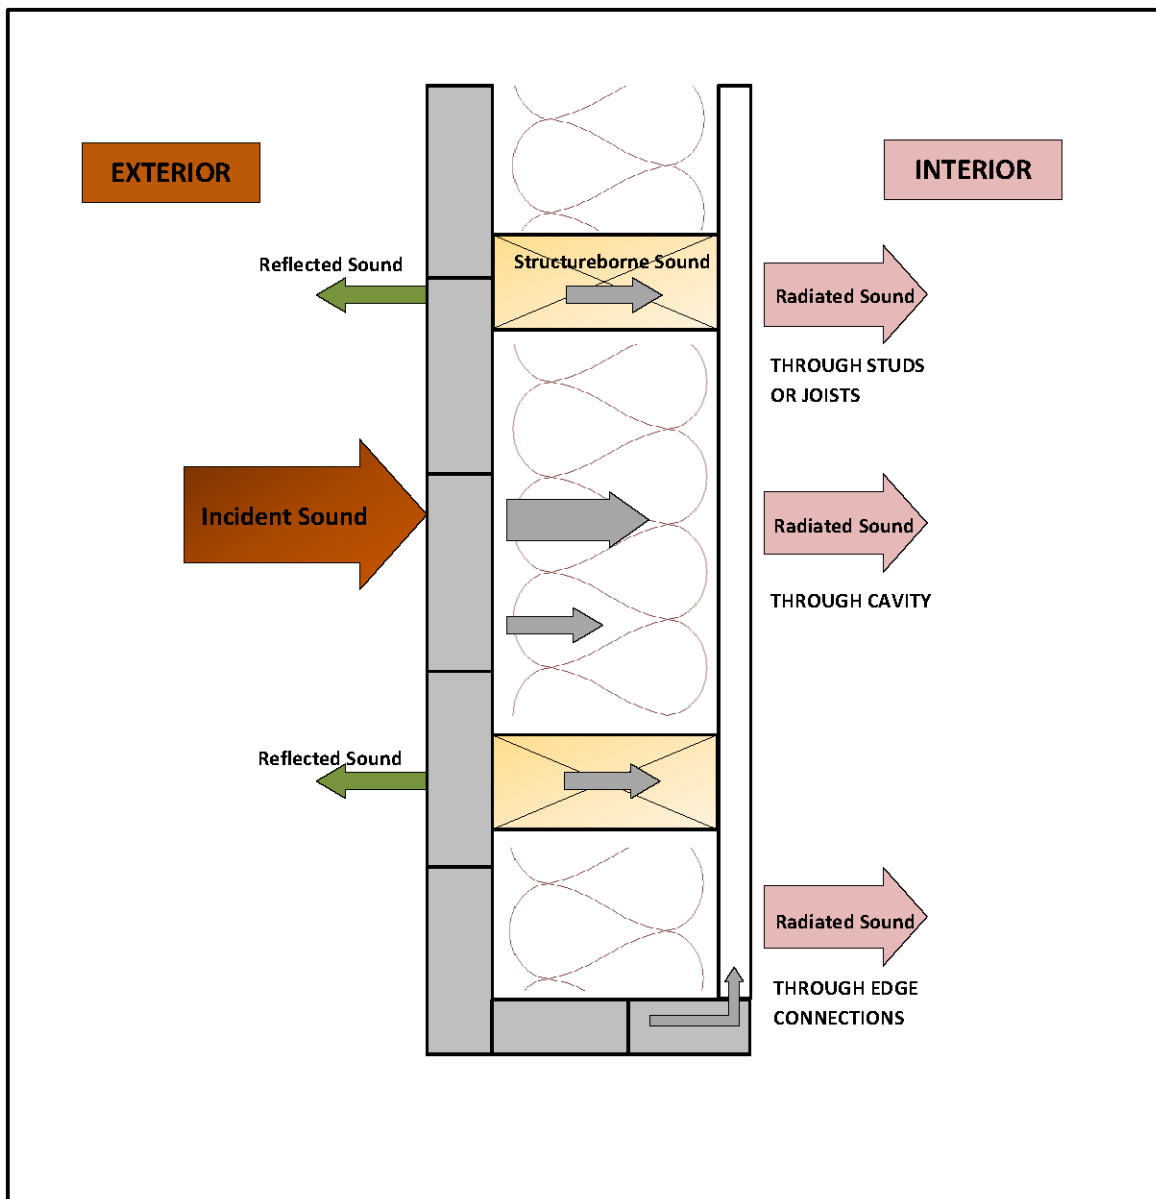 EXTERIOR
INTERIOR
Reflected Sound
Structureborne Sound
Radiated Sound
THROUGH STUDS
OR JOISTS
Incident Sound
Radiated Sound
THROUGH CAVITY
Reflected Sound
Radiated Sound
THROUGH EDGE
CONNECTIONS